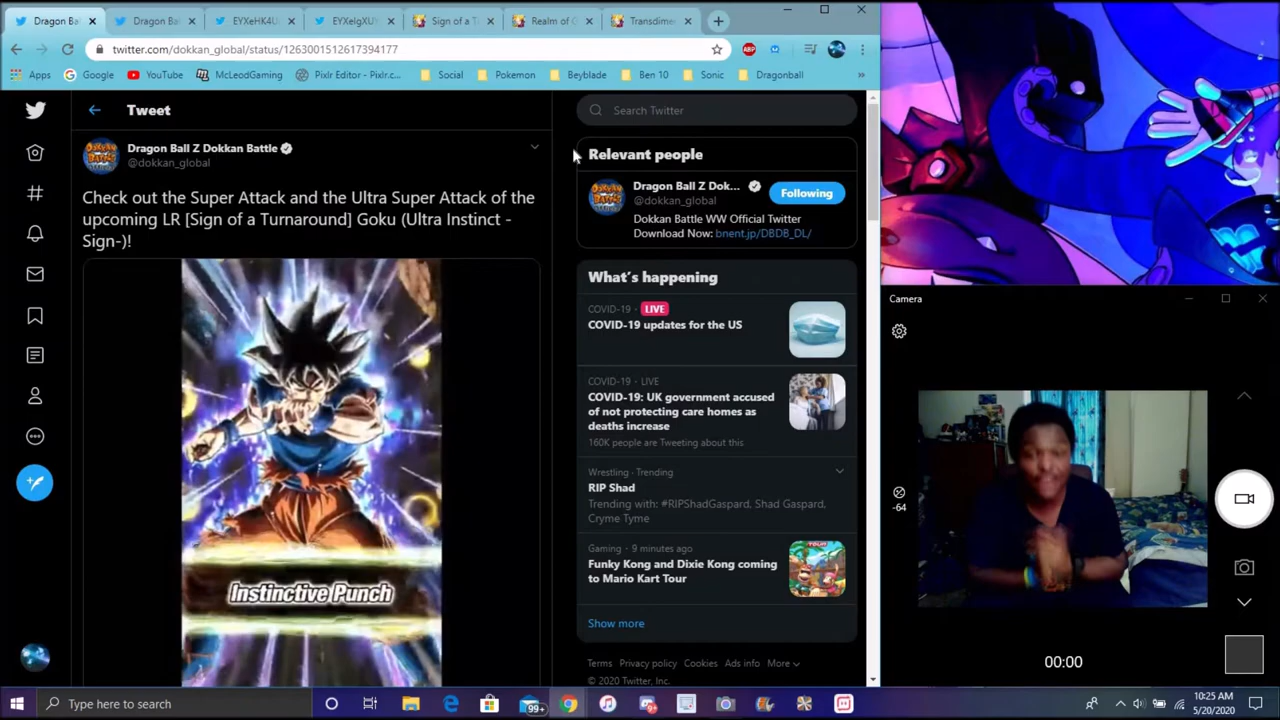 Dragon Ba
Dragon Bal
EYXeHK4U
EYXelgXUY
Sign of a T
Realm of G
Transdime
twitter.com/dokkan_global/status/1263001512617394177
ABP
Apps
Google
YouTube
McLeodGaming
Pixlr Editor - Pixlr.c...
Social
Pokemon
Beyblade
Ben 10
Sonic
Dragonball
»
Tweet
Dragon Ball Z Dokkan Battle
@dokkan_global
Check out the Super Attack and the Ultra Super Attack of the
upcoming LR [Sign of a Turnaround] Goku (Ultra Instinct -
Sign-)!
Instinctive Punch
Search Twitter
Relevant people
Dragon Ball Z Dok...
@dokkan_global
Following
Dokkan Battle WW Official Twitter
Download Now: bnent.jp/DBDB_DL/
What's happening
COVID-19 · LIVE
COVID-19 updates for the US
COVID-19 · LIVE
COVID-19: UK government accused
of not protecting care homes as
deaths increase
160K people are Tweeting about this
Wrestling · Trending
RIP Shad
Trending with: #RIPShadGaspard, Shad Gaspard,
Cryme Tyme
Gaming · 9 minutes ago
Funky Kong and Dixie Kong coming
to Mario Kart Tour
Show more
Terms Privacy policy Cookies Ads info More
© 2020 Twitter, Inc.
Camera
-64
00:00
Type here to search
99+
10:25 AM
5/20/2020